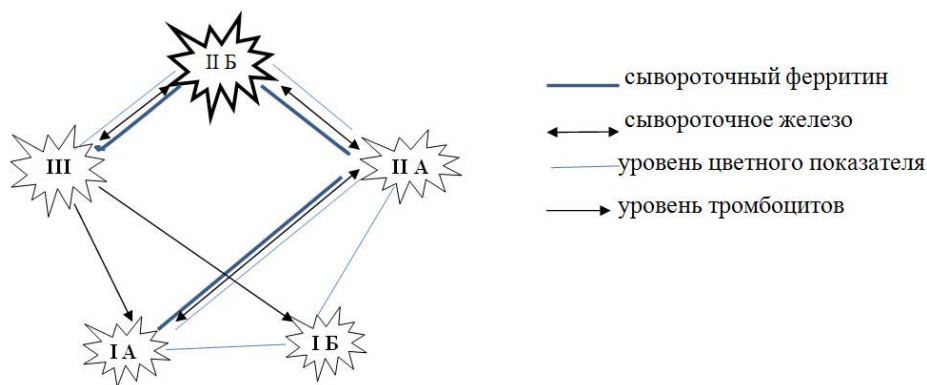 II Б
III
II А
I А
I Б
сывороточный ферритин
сывороточное железо
уровень цветного показателя
уровень тромбоцитов